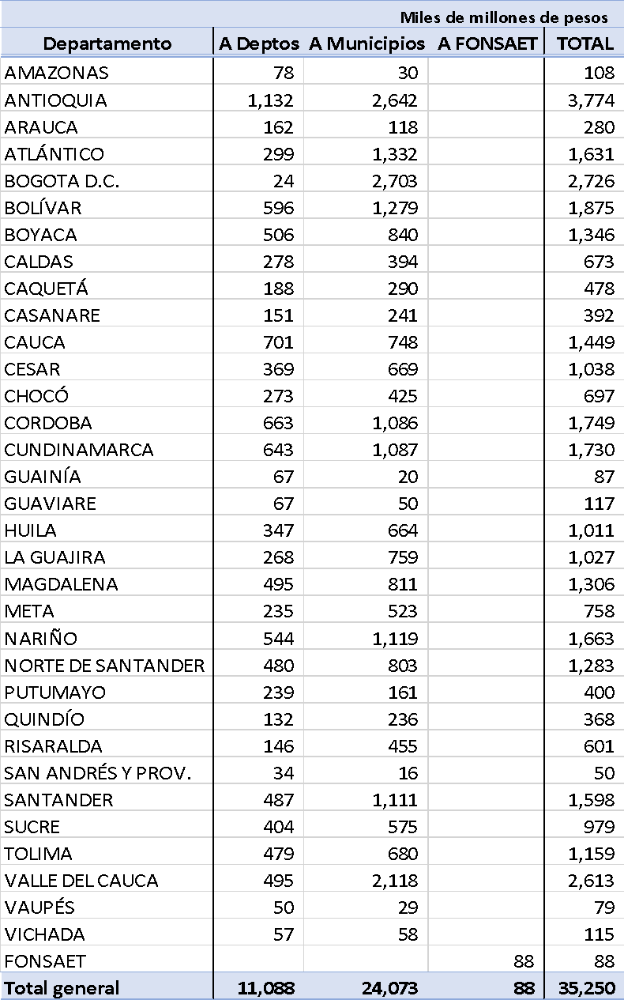 Miles de millones de pesos
Departamento A Deptos A Municipios A FONSAET TOTAL
AMAZONAS 78 30 108
ANTIOQUIA 1,132 2,642 3,774
ARAUCA 162 118 280
ATLÁNTICO 299 1,332 1,631
BOGOTA D.C. 24 2,703 2,726
BOLÍVAR 596 1,279 1,875
BOYACA 506 840 1,346
CALDAS 278 394 673
CAQUETÁ 188 290 478
CASANARE 151 241 392
CAUCA 701 748 1,449
CESAR 369 669 1,038
CHOCÓ 273 425 697
CORDOBA 663 1,086 1,749
CUNDINAMARCA 643 1,087 1,730
GUAINÍA 67 20 87
GUAVIARE 67 50 117
HUILA 347 664 1,011
LA GUAJIRA 268 759 1,027
MAGDALENA 495 811 1,306
META 235 523 758
NARIÑO 544 1,119 1,663
NORTE DE SANTANDER 480 803 1,283
PUTUMAYO 239 161 400
QUINDÍO 132 236 368
RISARALDA 146 455 601
SAN ANDRÉS Y PROV. 34 16 50
SANTANDER 487 1,111 1,598
SUCRE 404 575 979
TOLIMA 479 680 1,159
VALLE DEL CAUCA 495 2,118 2,613
VAUPÉS 50 29 79
VICHADA 57 58 115
FONSAET 88 88
Total general 11,088 24,073 88 35,250